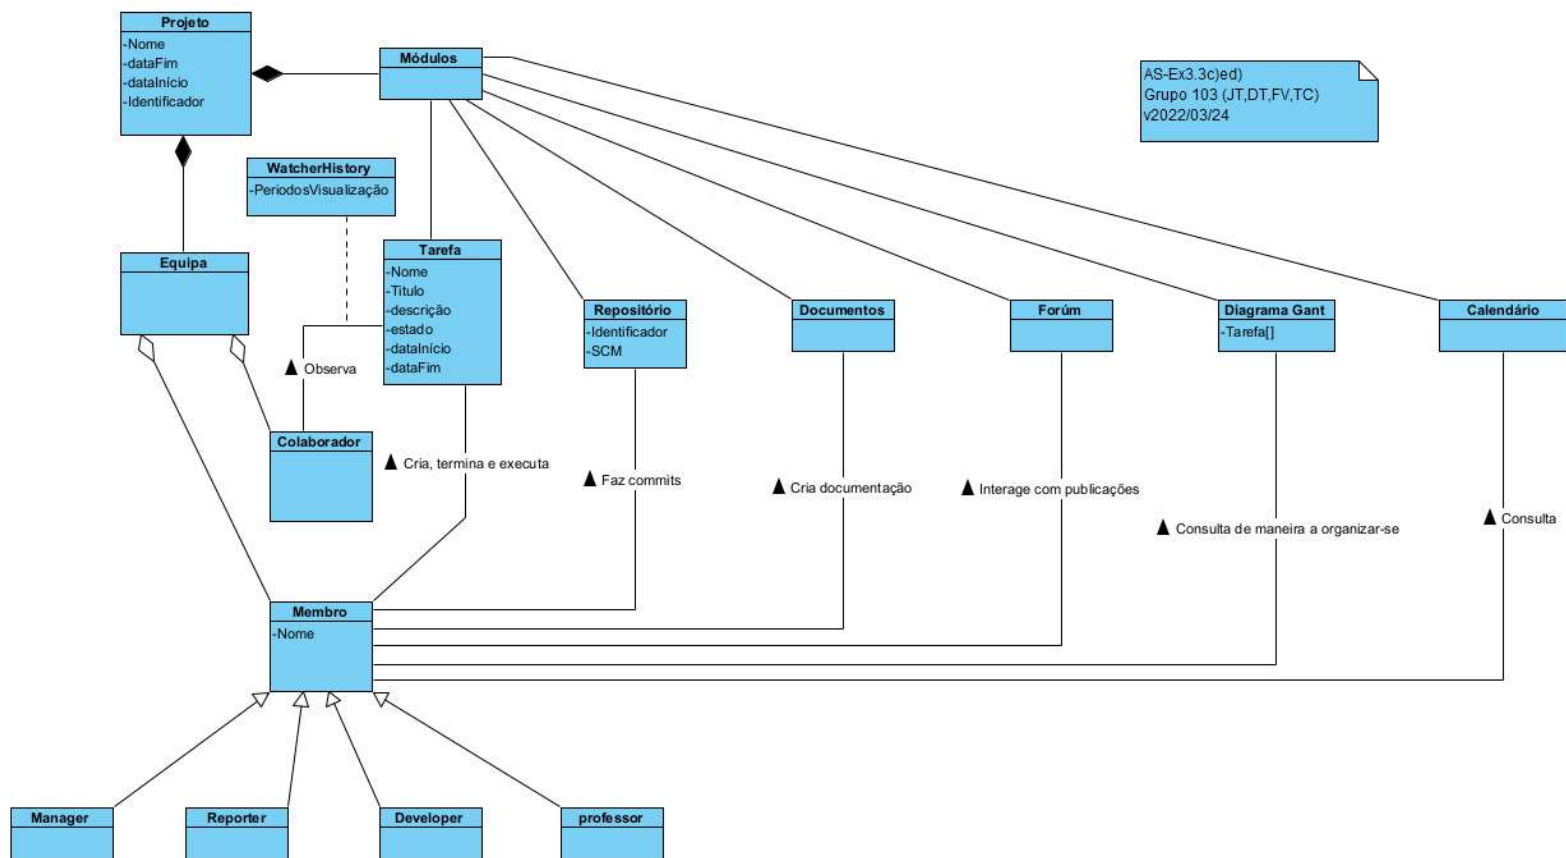 Projeto
-Nome
-dataFim
-dataInício
-Identificador
Módulos
AS-Ex3.3c)ed)
Grupo 103 (JT,DT,FV,TC)
v2022/03/24
WatcherHistory
-PeriodosVisualização
Equipa
Tarefa
-Nome
-Titulo
-descrição
-estado
-dataInício
-dataFim
Repositório
-Identificador
-SCM
Documentos
Forúm
Diagrama Gant
-Tarefa[]
Calendário
Observa
Colaborador
Cria, termina e executa
Faz commits
Cria documentação
Interage com publicações
Consulta de maneira a organizar-se
Consulta
Membro
-Nome
Manager
Reporter
Developer
professor